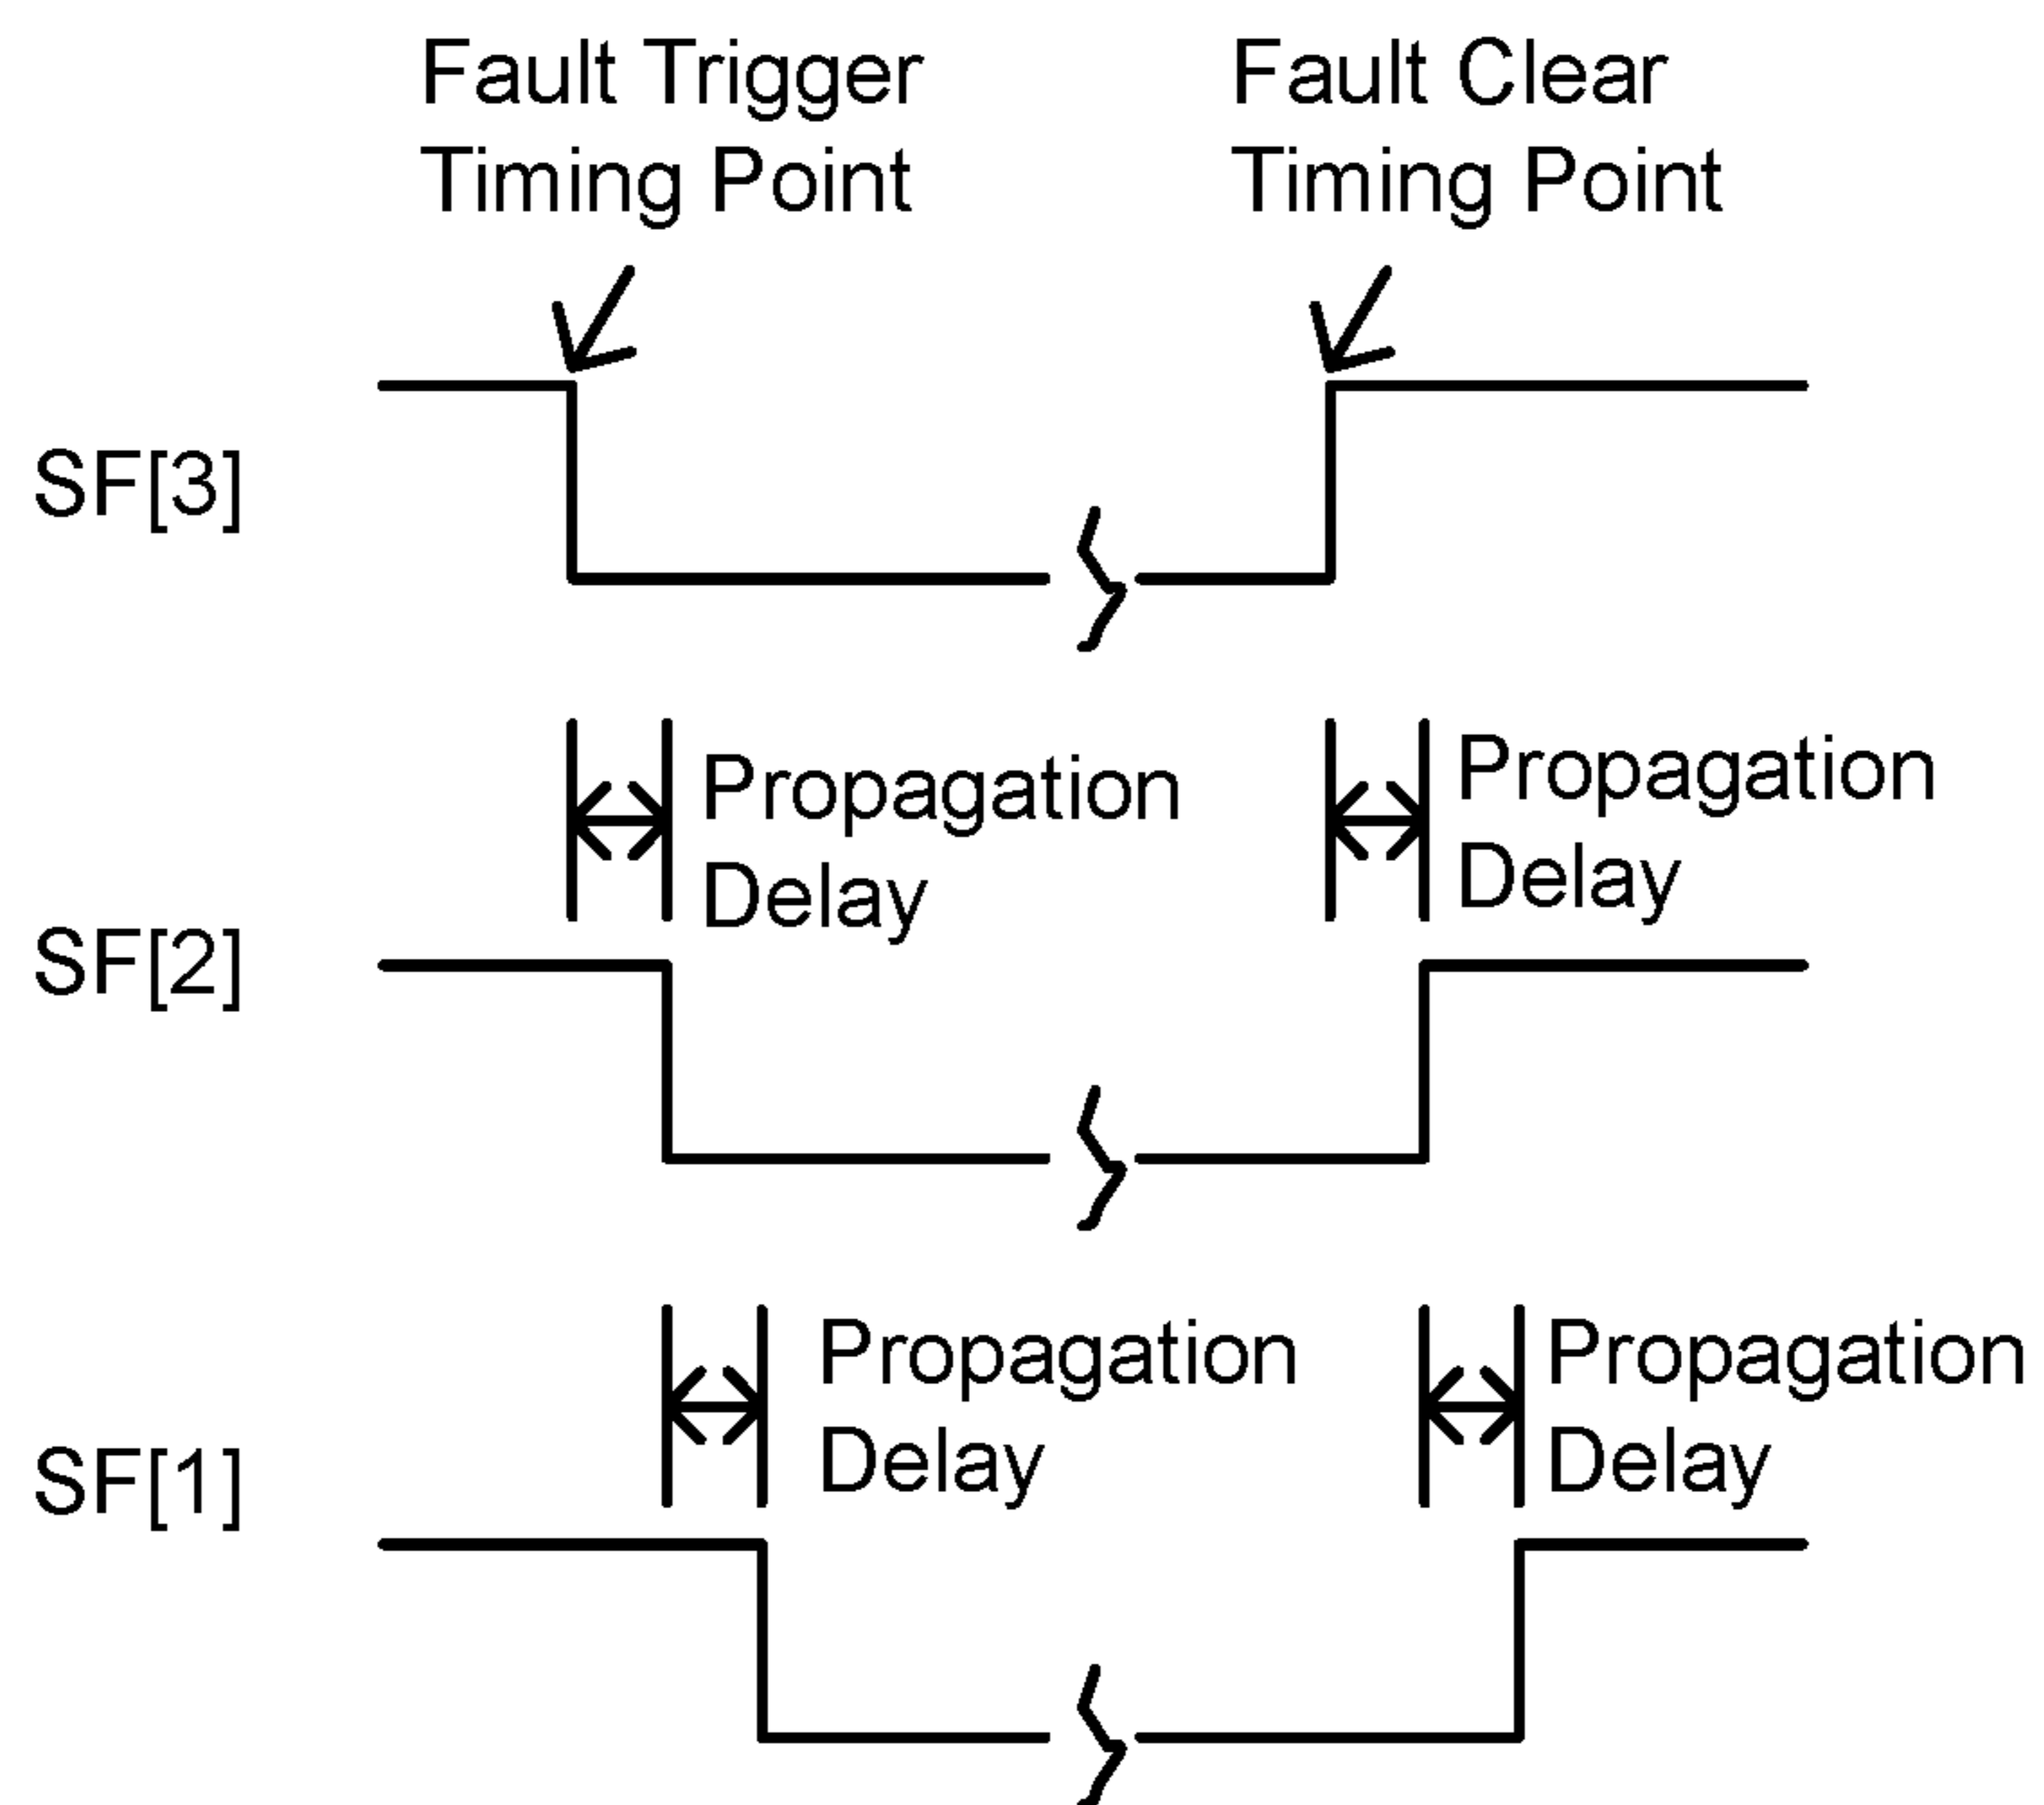 Fault Trigger
Timing Point
Fault Clear
Timing Point
SF[3]
Propagation
Delay
Propagation
Delay
SF[2]
Propagation
Delay
Propagation
Delay
SF[1]